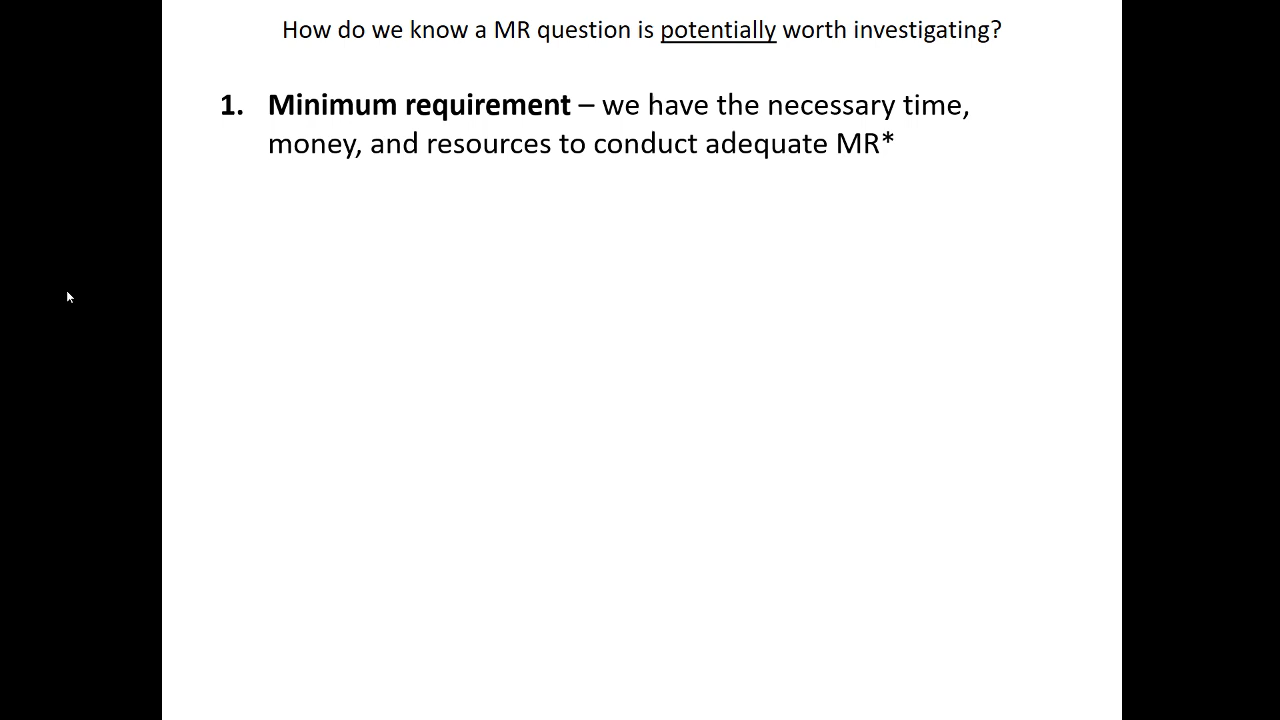 How do we know a MR question is potentially worth investigating?
1. Minimum requirement – we have the necessary time,
money, and resources to conduct adequate MR*